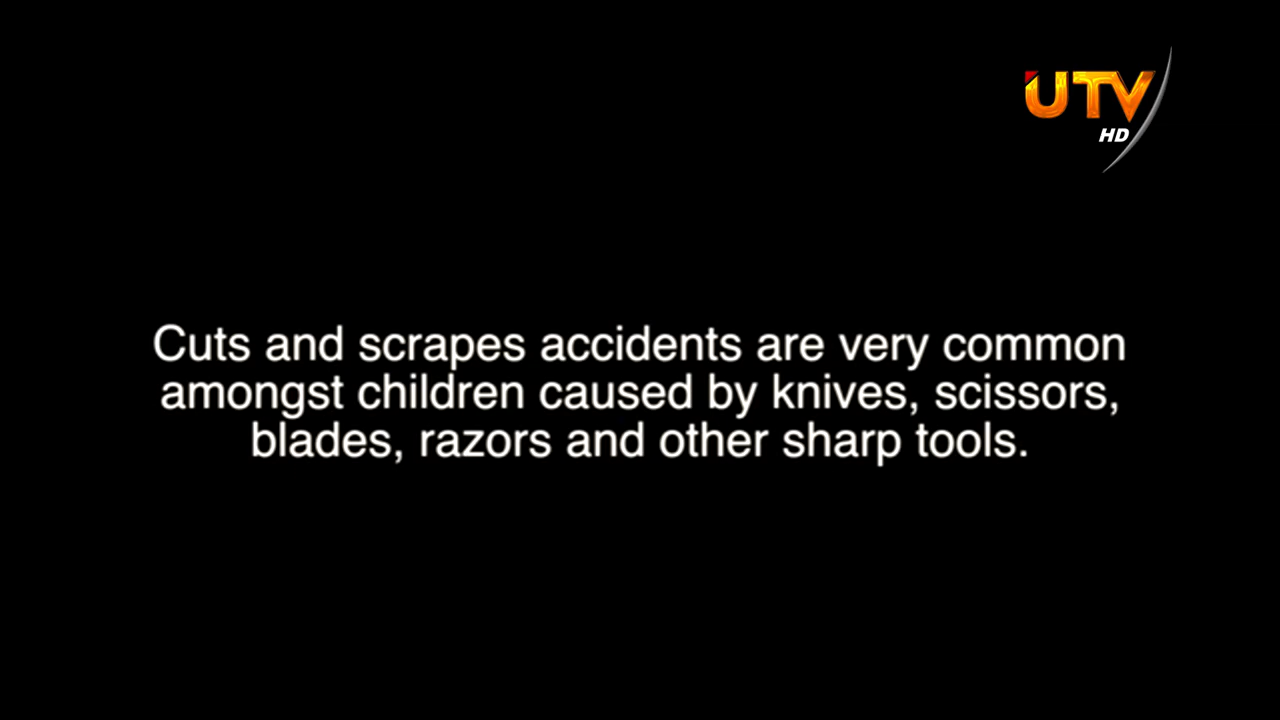 UTV
HD
Cuts and scrapes accidents are very common
amongst children caused by knives, scissors,
blades, razors and other sharp tools.